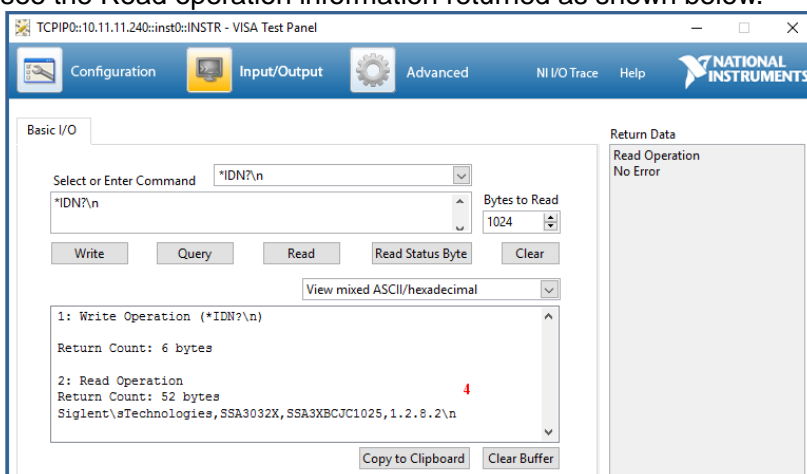 see the Read operation information returned as shown below.
TCPIP0::10.11.11.240::inst0::INSTR - VISA Test Panel
Configuration
Input/Output
Advanced
NI I/O Trace
Help
NATIONAL
INSTRUMENTS
Basic I/O
Return Data
Read Operation
No Error
Select or Enter Command
*IDN?\n
*IDN?\n
Bytes to Read
1024
Write
Query
Read
Read Status Byte
Clear
View mixed ASCII/hexadecimal
1: Write Operation (*IDN?\n)
Return Count: 6 bytes
2: Read Operation
Return Count: 52 bytes
4
Siglent\sTechnologies,SSA3032X,SSA3XBCJC1025,1.2.8.2\n
Copy to Clipboard
Clear Buffer